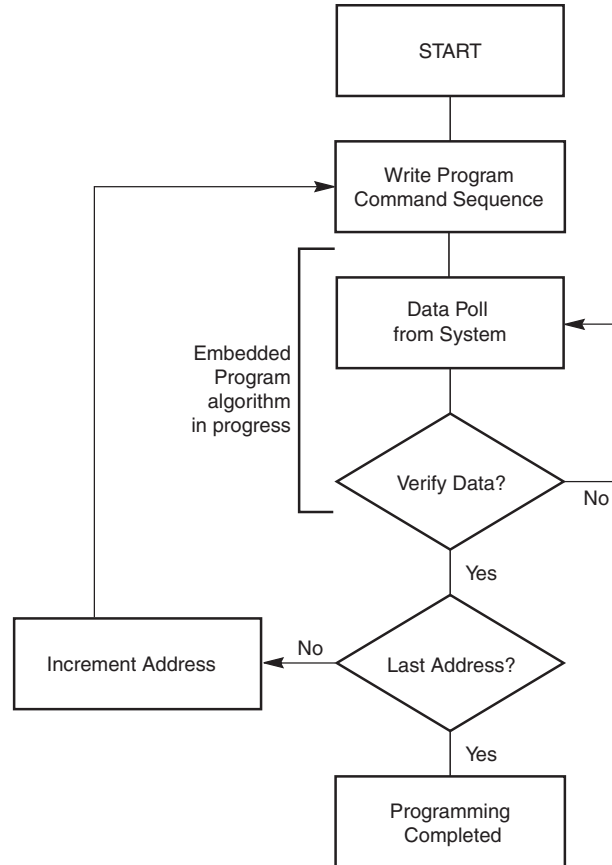 START
Write Program
Command Sequence
Data Poll
from System
Embedded
Program
algorithm
in progress
Verify Data?
No
Yes
Increment Address
No
Last Address?
Yes
Programming
Completed